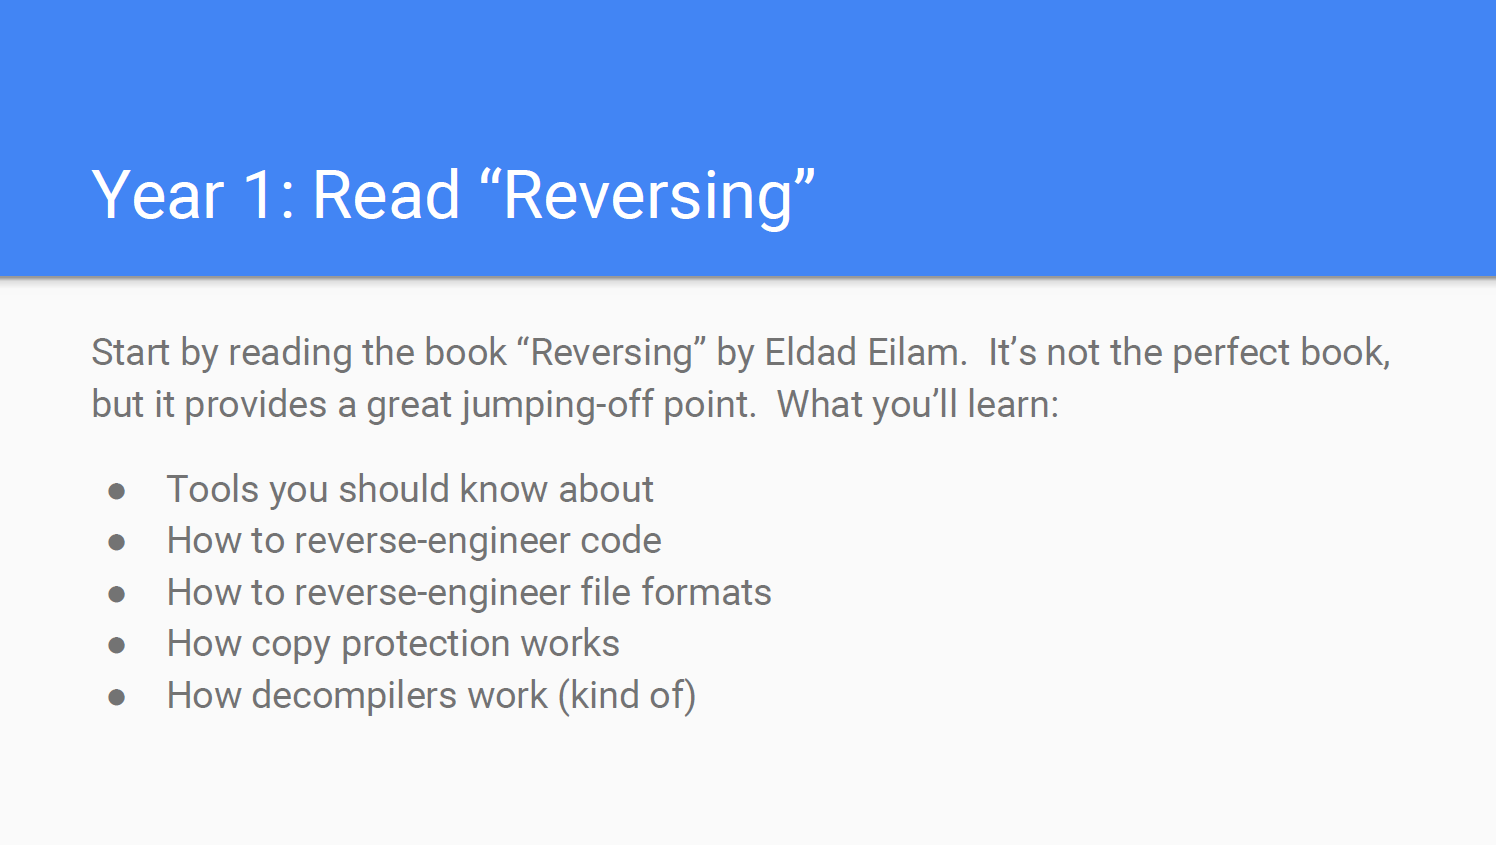 Year 1: Read “Reversing”
Start by reading the book “Reversing” by Eldad Eilam.  It’s not the perfect book,
but it provides a great jumping-off point.  What you’ll learn:
● Tools you should know about
● How to reverse-engineer code
● How to reverse-engineer file formats
● How copy protection works
● How decompilers work (kind of)